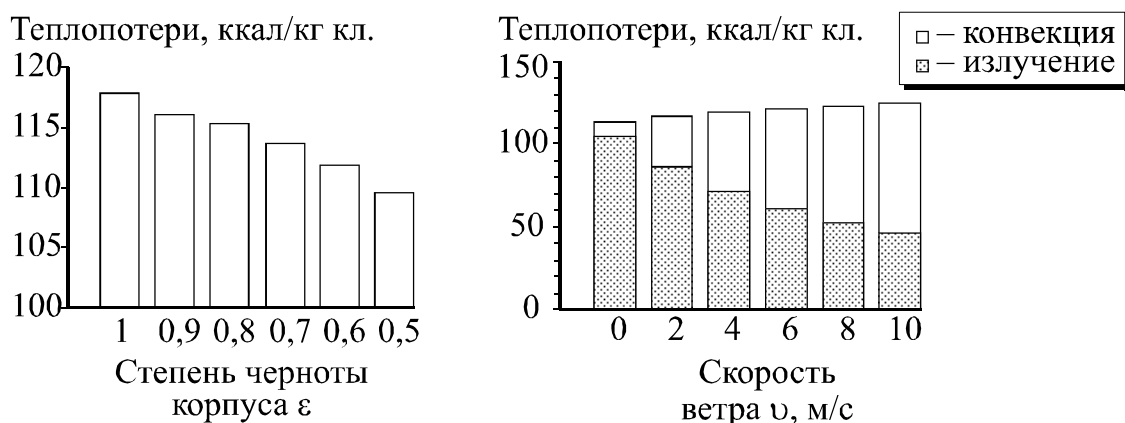 Теплопотери, ккал/кг кл.
120
115
110
105
100
1 0,9 0,8 0,7 0,6 0,5
Степень черноты
корпуса ε
Теплопотери, ккал/кг кл.
– конвекция
– излучение
150
100
50
0
0 2 4 6 8 10
Скорость
ветра υ, м/с